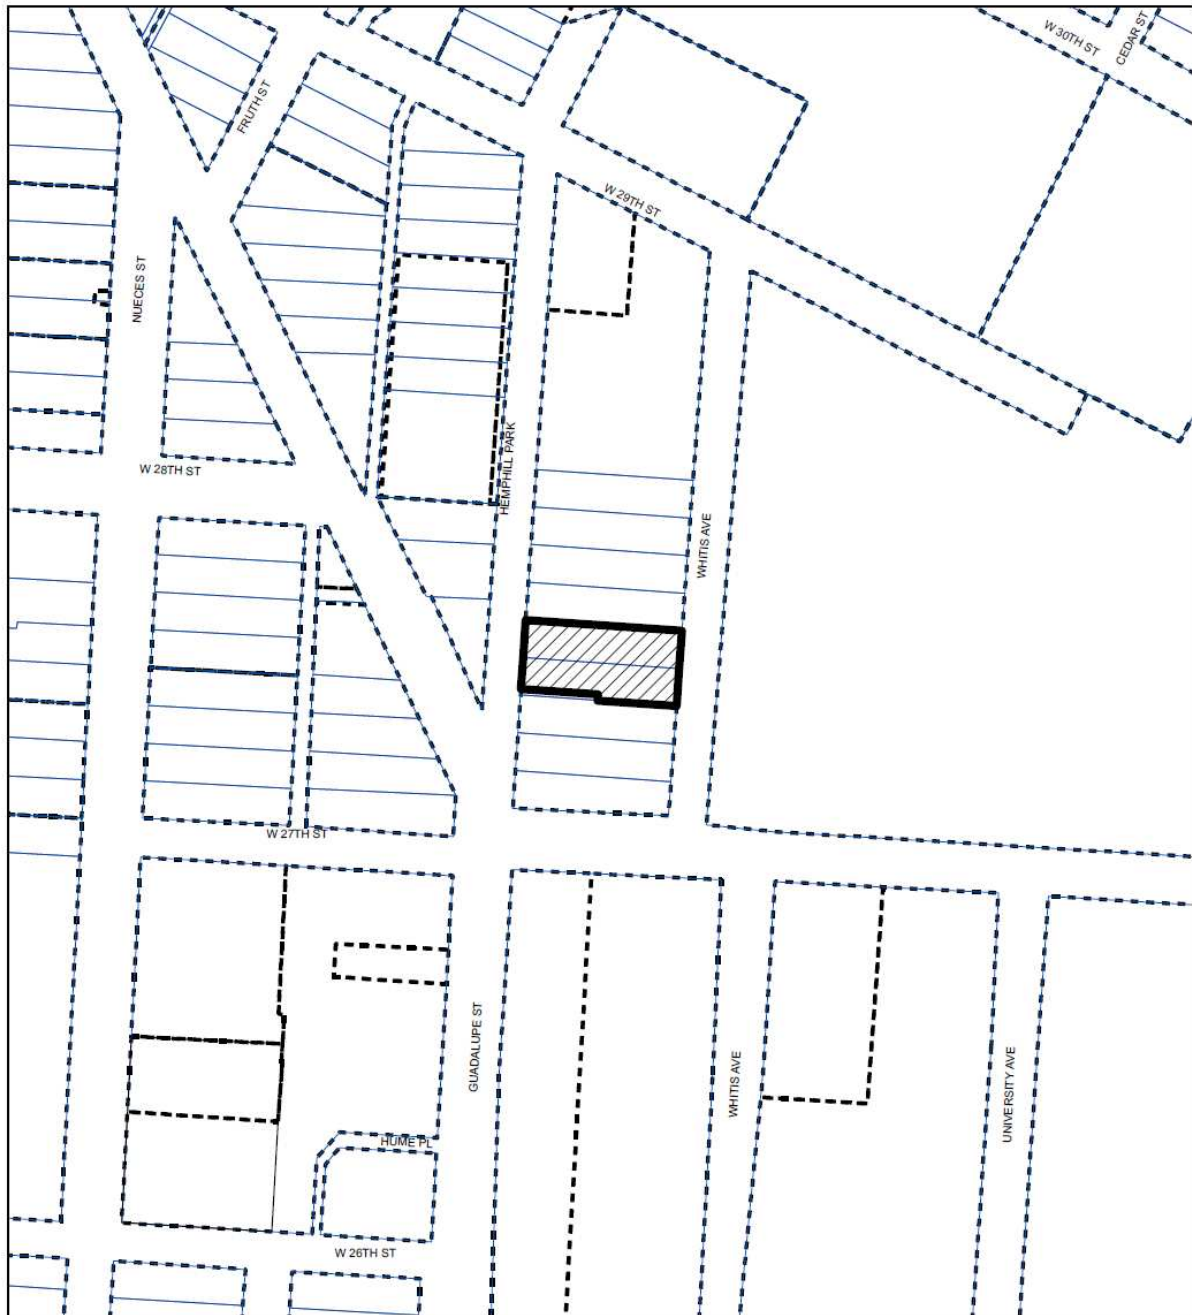 W 30TH ST
CEDAR ST
FRUTH ST
W 29TH ST
NUECES ST
HEMPHILL PARK
W 28TH ST
WHITIS AVE
W 27TH ST
GUADALUPE ST
WHITIS AVE
UNIVERSITY AVE
HUME PL
W 26TH ST